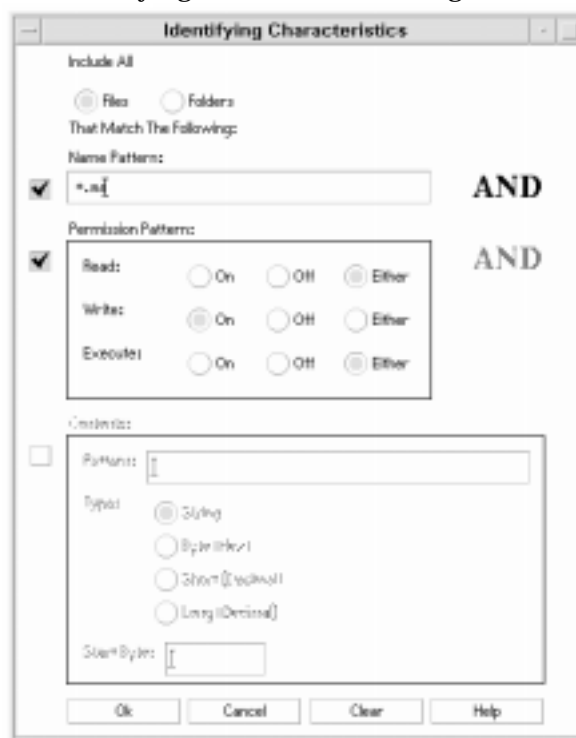 Identifying Characteristics
Include All
Files Folders
That Match The Following:
Name Pattern:
AND
Permission Pattern:
AND
Read: On Off Either
Write: On Off Either
Execute: On Off Either
Contents:
Pattern:
Type: String
Byte (Hex)
Short (Decimal)
Long (Decimal)
Start Byte:
Ok Cancel Clear Help